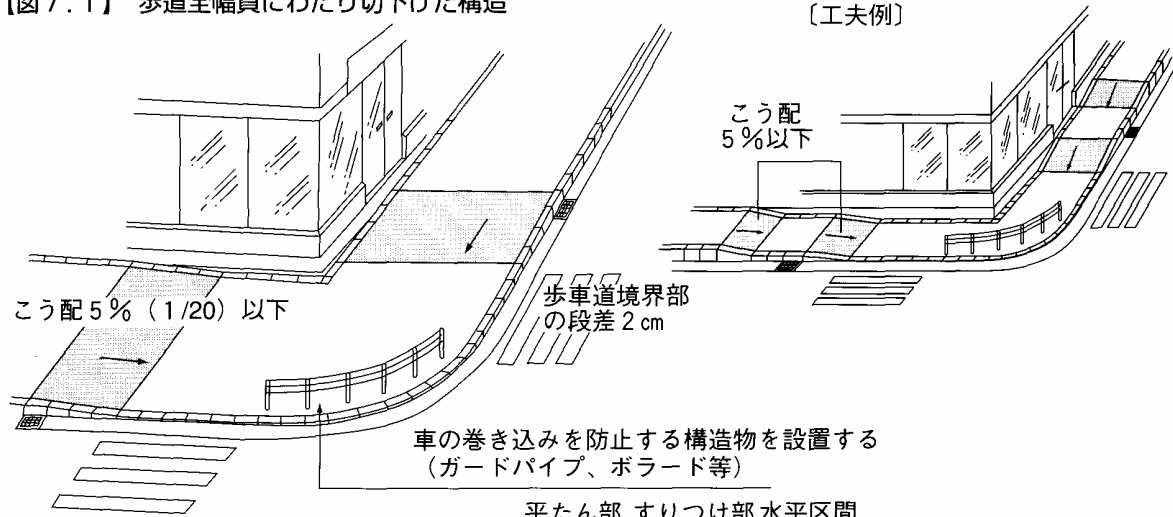 【図7.1】 歩道全幅員にわたり切下げた構造
〔工夫例〕
こう配
5%以下
こう配5%（1/20）以下
歩車道境界部
の段差2cm
車の巻き込みを防止する構造物を設置する
（ガードパイプ、ボラード等）
平たん部 すりつけ部 水平区間